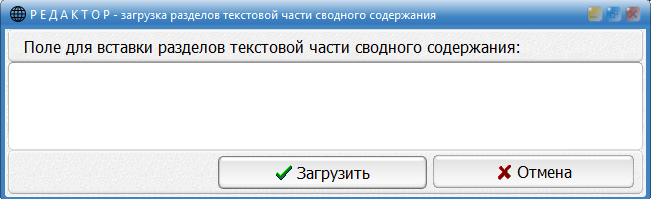 Р Е Д А К Т О Р - загрузка разделов текстовой части сводного содержания
Поле для вставки разделов текстовой части сводного содержания:
Загрузить
Отмена